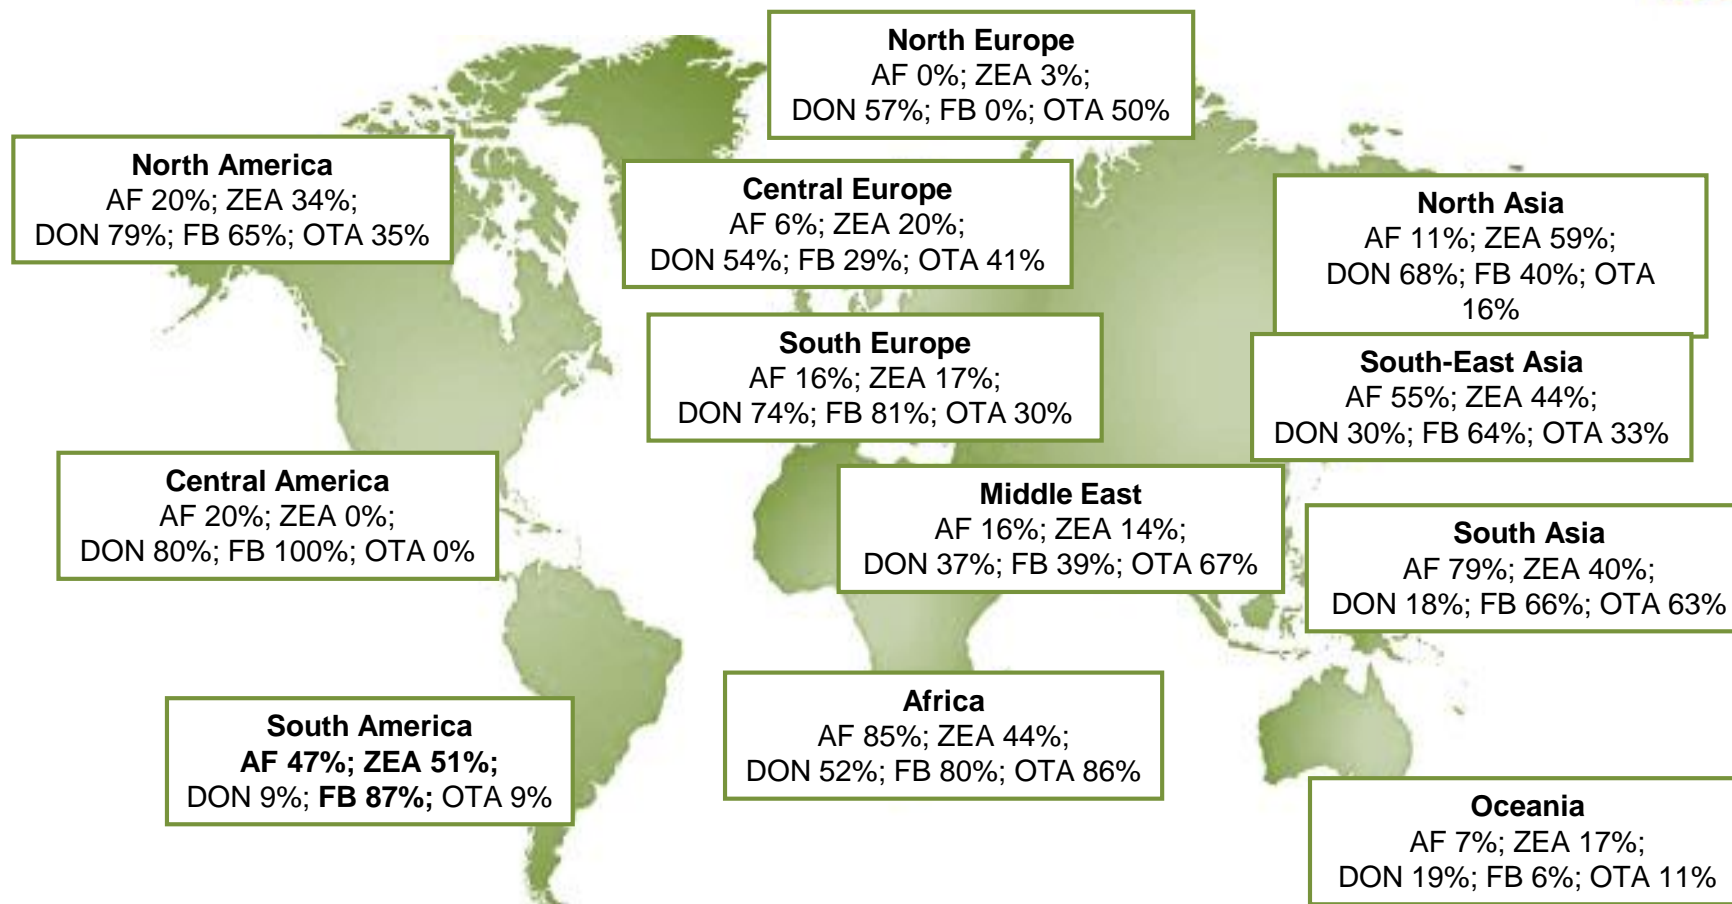 North Europe
AF 0%; ZEA 3%;
DON 57%; FB 0%; OTA 50%
North America
AF 20%; ZEA 34%;
DON 79%; FB 65%; OTA 35%
Central Europe
AF 6%; ZEA 20%;
DON 54%; FB 29%; OTA 41%
North Asia
AF 11%; ZEA 59%;
DON 68%; FB 40%; OTA
16%
South Europe
AF 16%; ZEA 17%;
DON 74%; FB 81%; OTA 30%
South-East Asia
AF 55%; ZEA 44%;
DON 30%; FB 64%; OTA 33%
Central America
AF 20%; ZEA 0%;
DON 80%; FB 100%; OTA 0%
Middle East
AF 16%; ZEA 14%;
DON 37%; FB 39%; OTA 67%
South Asia
AF 79%; ZEA 40%;
DON 18%; FB 66%; OTA 63%
South America
AF 47%; ZEA 51%;
DON 9%; FB 87%; OTA 9%
Africa
AF 85%; ZEA 44%;
DON 52%; FB 80%; OTA 86%
Oceania
AF 7%; ZEA 17%;
DON 19%; FB 6%; OTA 11%